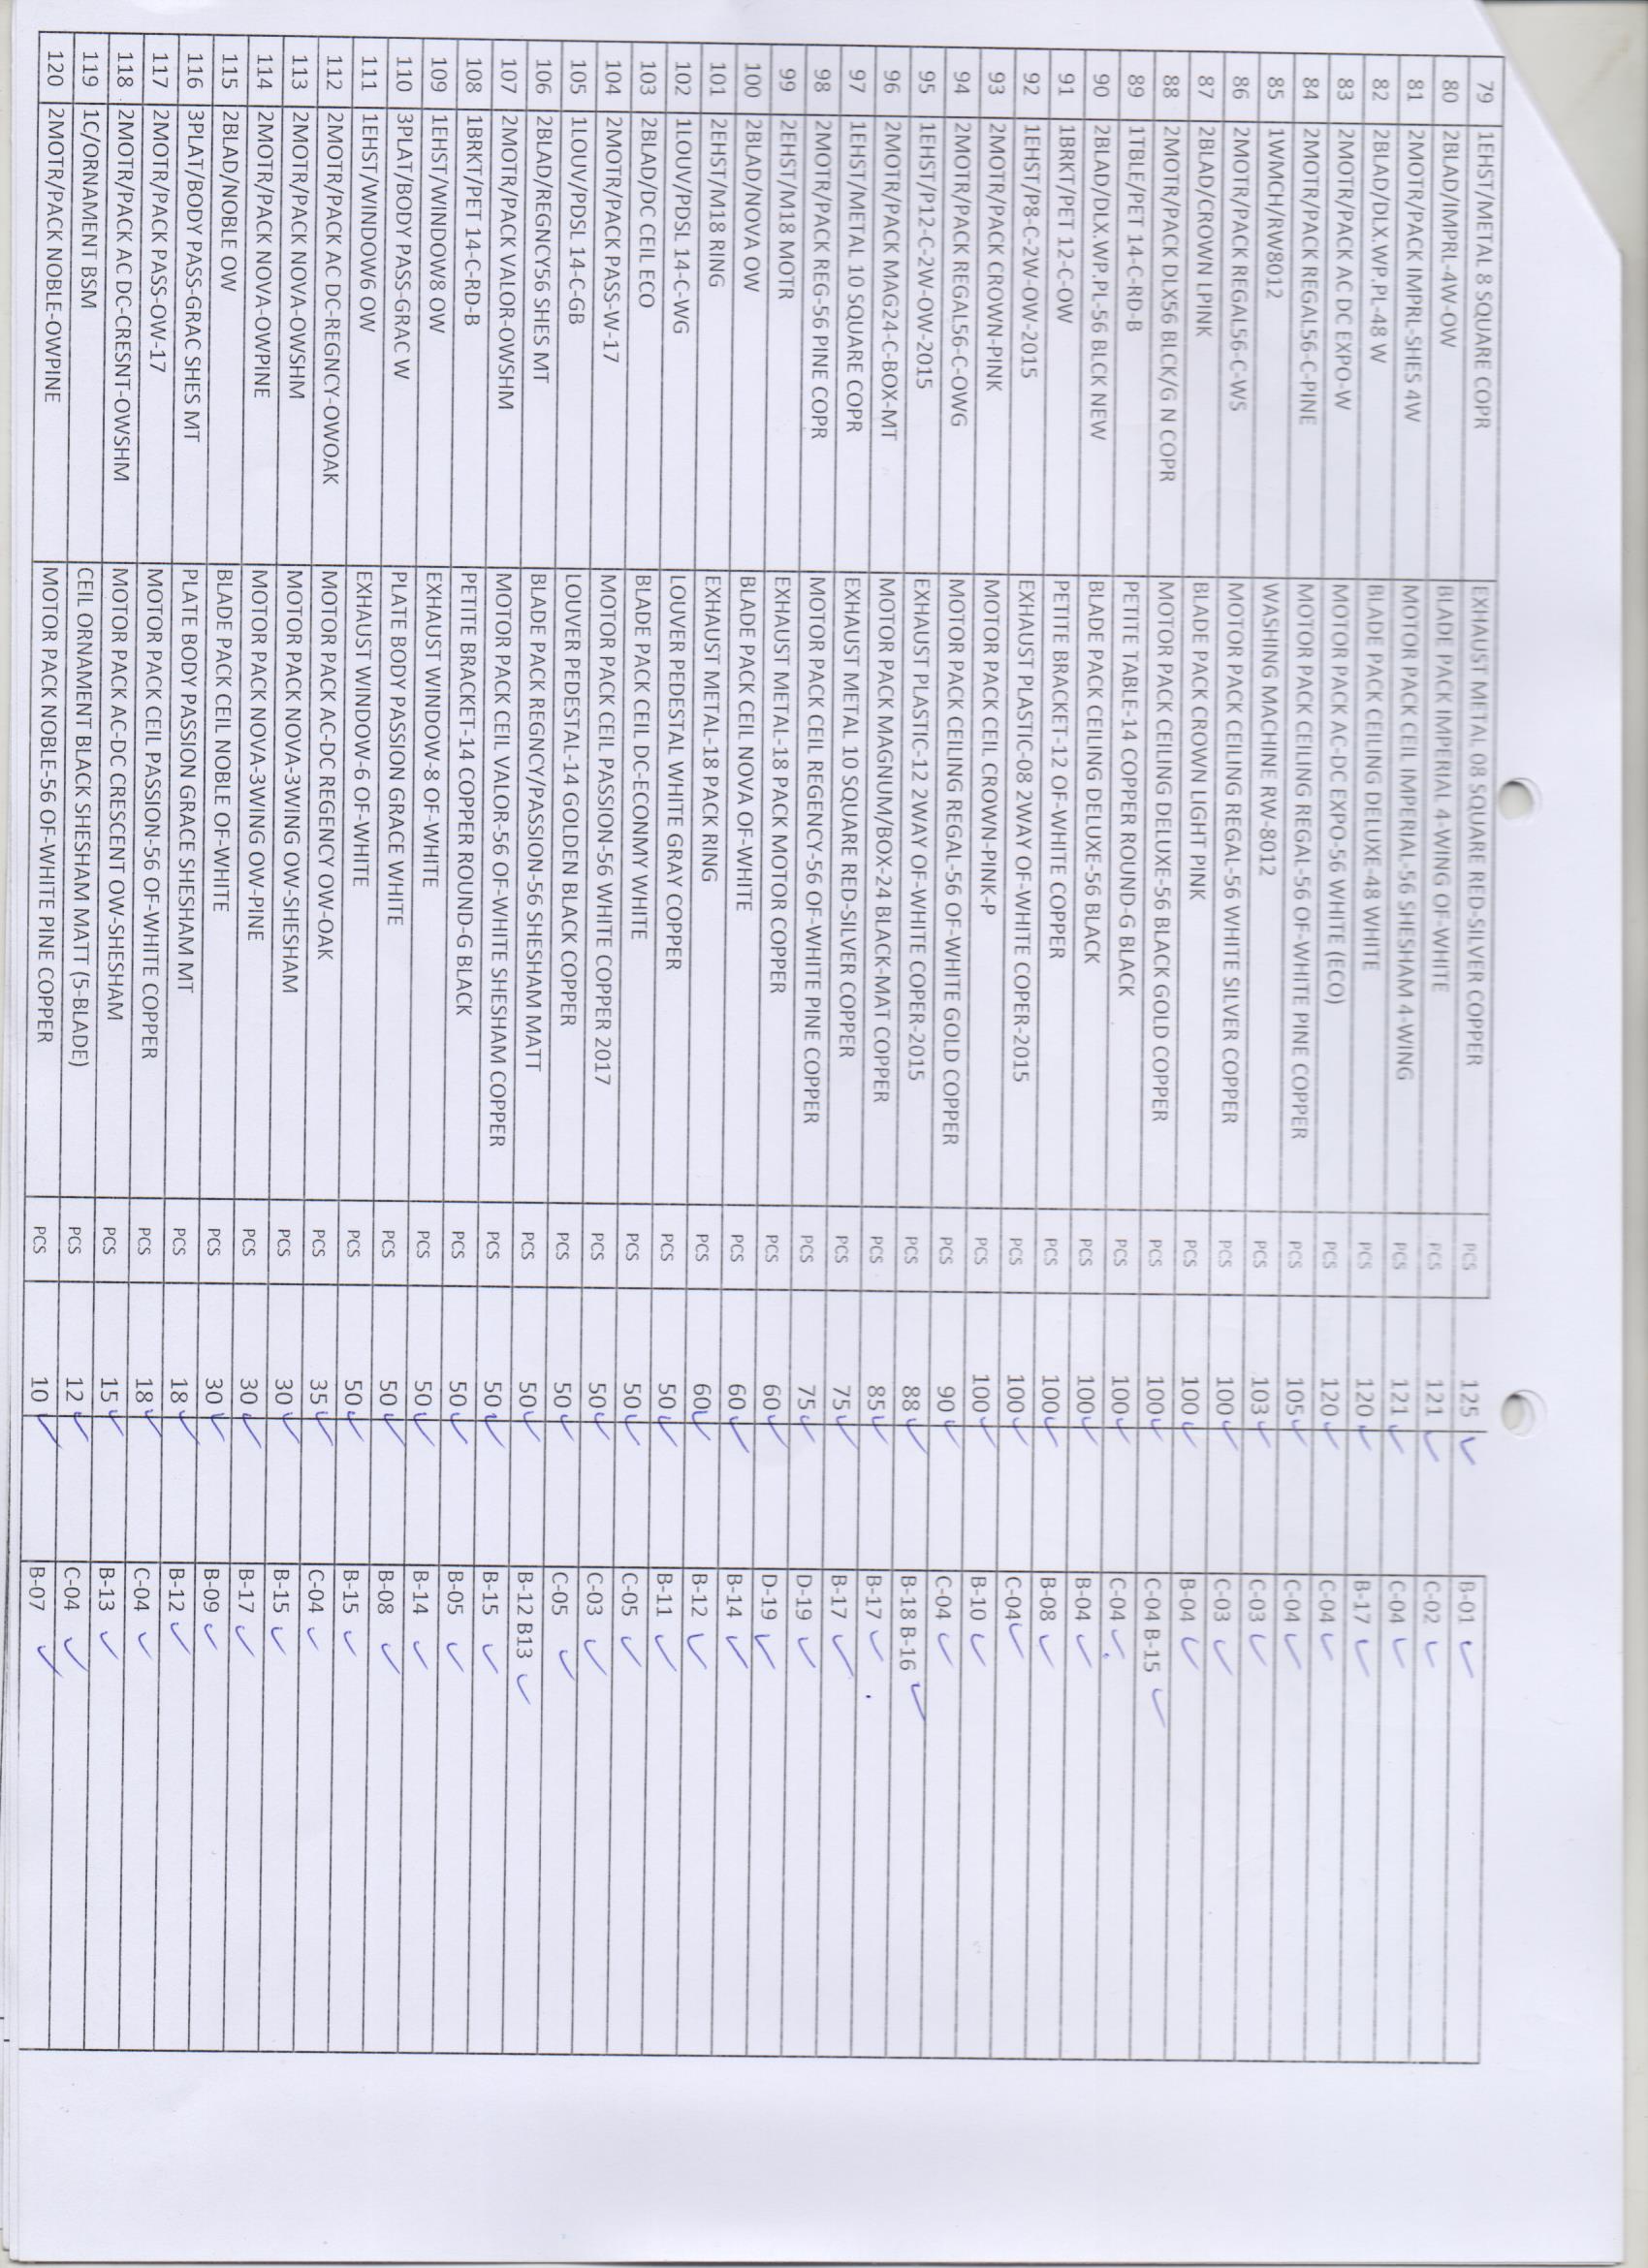 79 1EHST/METAL 8 SQUARE COPR EXHAUST METAL 08 SQUARE RED-SILVER COPPER PCS 125 ✓ B-01 ✓
80 2BLAD/IMPRL-4W-OW BLADE PACK IMPERIAL 4-WING OF-WHITE PCS 121 ✓ C-02 ✓
81 2MOTR/PACK IMPRL-SHES 4W MOTOR PACK CEIL IMPERIAL-56 SHESHAM 4-WING PCS 121 ✓ C-04 ✓
82 2BLAD/DLX.WP.PL-48 W BLADE PACK CEILING DELUXE-48 WHITE PCS 120 ✓ B-17 ✓
83 2MOTR/PACK AC DC EXPO-W MOTOR PACK AC-DC EXPO-56 WHITE (ECO) PCS 120 ✓ C-04 ✓
84 2MOTR/PACK REGAL56-C-PINE MOTOR PACK CEILING REGAL-56 OF-WHITE PINE COPPER PCS 105 ✓ C-04 ✓
85 1WMCH/RW8012 WASHING MACHINE RW-8012 PCS 103 ✓ C-03 ✓
86 2MOTR/PACK REGAL56-C-WS MOTOR PACK CEILING REGAL-56 WHITE SILVER COPPER PCS 100 ✓ C-03 ✓
87 2BLAD/CROWN LPINK BLADE PACK CROWN LIGHT PINK PCS 100 ✓ B-04 ✓
88 2MOTR/PACK DLX56 BLCK/G N COPR MOTOR PACK CEILING DELUXE-56 BLACK GOLD COPPER PCS 100 ✓ C-04 B-15 ✓
89 1TBLE/PET 14-C-RD-B PETITE TABLE-14 COPPER ROUND-G BLACK PCS 100 ✓ C-04 ✓
90 2BLAD/DLX.WP.PL-56 BLCK NEW BLADE PACK CEILING DELUXE-56 BLACK PCS 100 ✓ B-04 ✓
91 1BRKT/PET 12-C-OW PETITE BRACKET-12 OF-WHITE COPPER PCS 100 ✓ B-08 ✓
92 1EHST/P8-C-2W-OW-2015 EXHAUST PLASTIC-08 2WAY OF-WHITE COPER-2015 PCS 100 ✓ C-04 ✓
93 2MOTR/PACK CROWN-PINK MOTOR PACK CEIL CROWN-PINK-P PCS 100 ✓ B-10 ✓
94 2MOTR/PACK REGAL56-C-OWG MOTOR PACK CEILING REGAL-56 OF-WHITE GOLD COPPER PCS 90 ✓ C-04 ✓
95 1EHST/P12-C-2W-OW-2015 EXHAUST PLASTIC-12 2WAY OF-WHITE COPER-2015 PCS 88 ✓ B-18 B-16 ✓
96 2MOTR/PACK MAG24-C-BOX-MT MOTOR PACK MAGNUM/BOX-24 BLACK-MAT COPPER PCS 85 ✓ B-17 ✓
97 1EHST/METAL 10 SQUARE COPR EXHAUST METAL 10 SQUARE RED-SILVER COPPER PCS 75 ✓ B-17 ✓
98 2MOTR/PACK REG-56 PINE COPR MOTOR PACK CEIL REGENCY-56 OF-WHITE PINE COPPER PCS 75 ✓ D-19 ✓
99 2EHST/M18 MOTR EXHAUST METAL-18 PACK MOTOR COPPER PCS 60 ✓ D-19 ✓
100 2BLAD/NOVA OW BLADE PACK CEIL NOVA OF-WHITE PCS 60 ✓ B-14 ✓
101 2EHST/M18 RING EXHAUST METAL-18 PACK RING PCS 60 ✓ B-12 ✓
102 1LOUV/PDSL 14-C-WG LOUVER PEDESTAL WHITE GRAY COPPER PCS 50 ✓ B-11 ✓
103 2BLAD/DC CEIL ECO BLADE PACK CEIL DC-ECONMY WHITE PCS 50 ✓ C-05 ✓
104 2MOTR/PACK PASS-W-17 MOTOR PACK CEIL PASSION-56 WHITE COPPER 2017 PCS 50 ✓ C-03 ✓
105 1LOUV/PDSL 14-C-GB LOUVER PEDESTAL-14 GOLDEN BLACK COPPER PCS 50 ✓ C-05 ✓
106 2BLAD/REGNCY56 SHES MT BLADE PACK REGNCY/PASSION-56 SHESHAM MATT PCS 50 ✓ B-12 B13 ✓
107 2MOTR/PACK VALOR-OWSHM MOTOR PACK CEIL VALOR-56 OF-WHITE SHESHAM COPPER PCS 50 ✓ B-15 ✓
108 1BRKT/PET 14-C-RD-B PETITE BRACKET-14 COPPER ROUND-G BLACK PCS 50 ✓ B-05 ✓
109 1EHST/WINDOW8 OW EXHAUST WINDOW-8 OF-WHITE PCS 50 ✓ B-14 ✓
110 3PLAT/BODY PASS-GRAC W PLATE BODY PASSION GRACE WHITE PCS 50 ✓ B-08 ✓
111 1EHST/WINDOW6 OW EXHAUST WINDOW-6 OF-WHITE PCS 50 ✓ B-15 ✓
112 2MOTR/PACK AC DC-REGNCY-OWOAK MOTOR PACK AC-DC REGENCY OW-OAK PCS 35 ✓ C-04 ✓
113 2MOTR/PACK NOVA-OWSHM MOTOR PACK NOVA-3WING OW-SHESHAM PCS 30 ✓ B-15 ✓
114 2MOTR/PACK NOVA-OWPINE MOTOR PACK NOVA-3WING OW-PINE PCS 30 ✓ B-17 ✓
115 2BLAD/NOBLE OW BLADE PACK CEIL NOBLE OF-WHITE PCS 30 ✓ B-09 ✓
116 3PLAT/BODY PASS-GRAC SHES MT PLATE BODY PASSION GRACE SHESHAM MT PCS 18 ✓ B-12 ✓
117 2MOTR/PACK PASS-OW-17 MOTOR PACK CEIL PASSION-56 OF-WHITE COPPER PCS 18 ✓ C-04 ✓
118 2MOTR/PACK AC DC-CRESNT-OWSHM MOTOR PACK AC-DC CRESCENT OW-SHESHAM PCS 15 ✓ B-13 ✓
119 1C/ORNAMENT BSM CEIL ORNAMENT BLACK SHESHAM MATT (5-BLADE) PCS 12 ✓ C-04 ✓
120 2MOTR/PACK NOBLE-OWPINE MOTOR PACK NOBLE-56 OF-WHITE PINE COPPER PCS 10 ✓ B-07 ✓